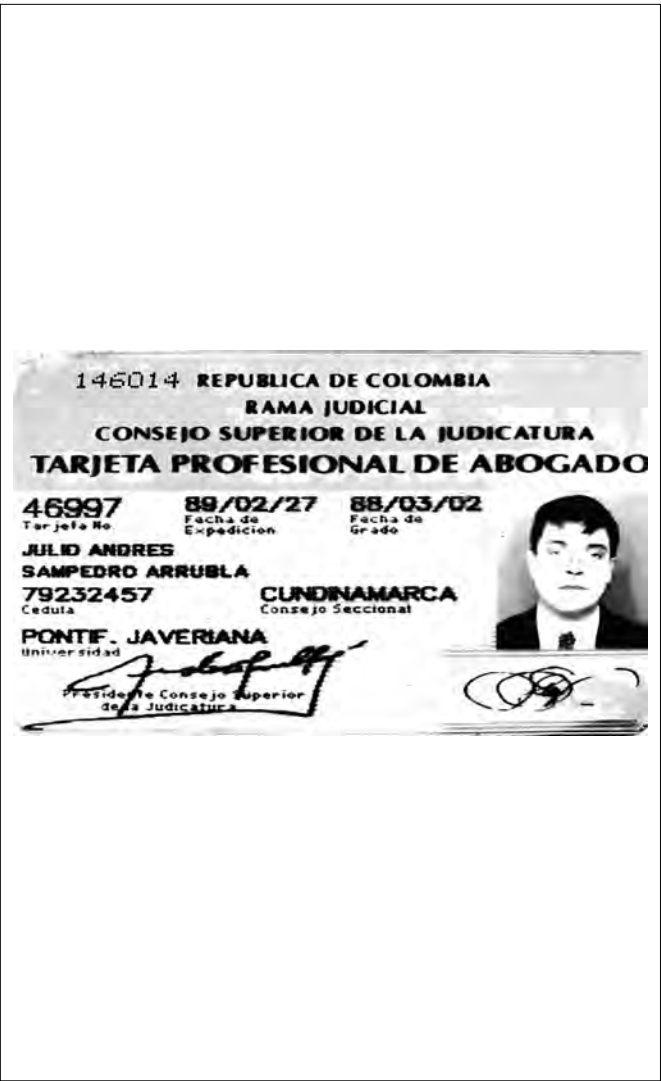 146014 REPUBLICA DE COLOMBIA
RAMA JUDICIAL
CONSEJO SUPERIOR DE LA JUDICATURA
TARJETA PROFESIONAL DE ABOGADO
46997 89/02/27 88/03/02
Tarjeta No Fecha de Expedicion Fecha de Grado
JULIO ANDRES
SAMPEDRO ARRUBLA
79232457 CUNDINAMARCA
Cedula Consejo Seccional
PONTIF. JAVERIANA
Universidad
Presidente Consejo Superior
de la Judicatura